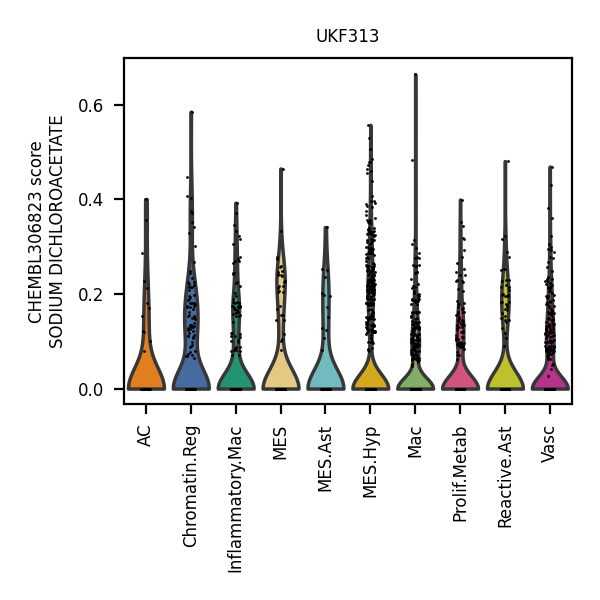 UKF313
CHEMBL306823 score
SODIUM DICHLOROACETATE
0.6
0.4
0.2
0.0
AC
Chromatin.Reg
Inflammatory.Mac
MES
MES.Ast
MES.Hyp
Mac
Prolif.Metab
Reactive.Ast
Vasc